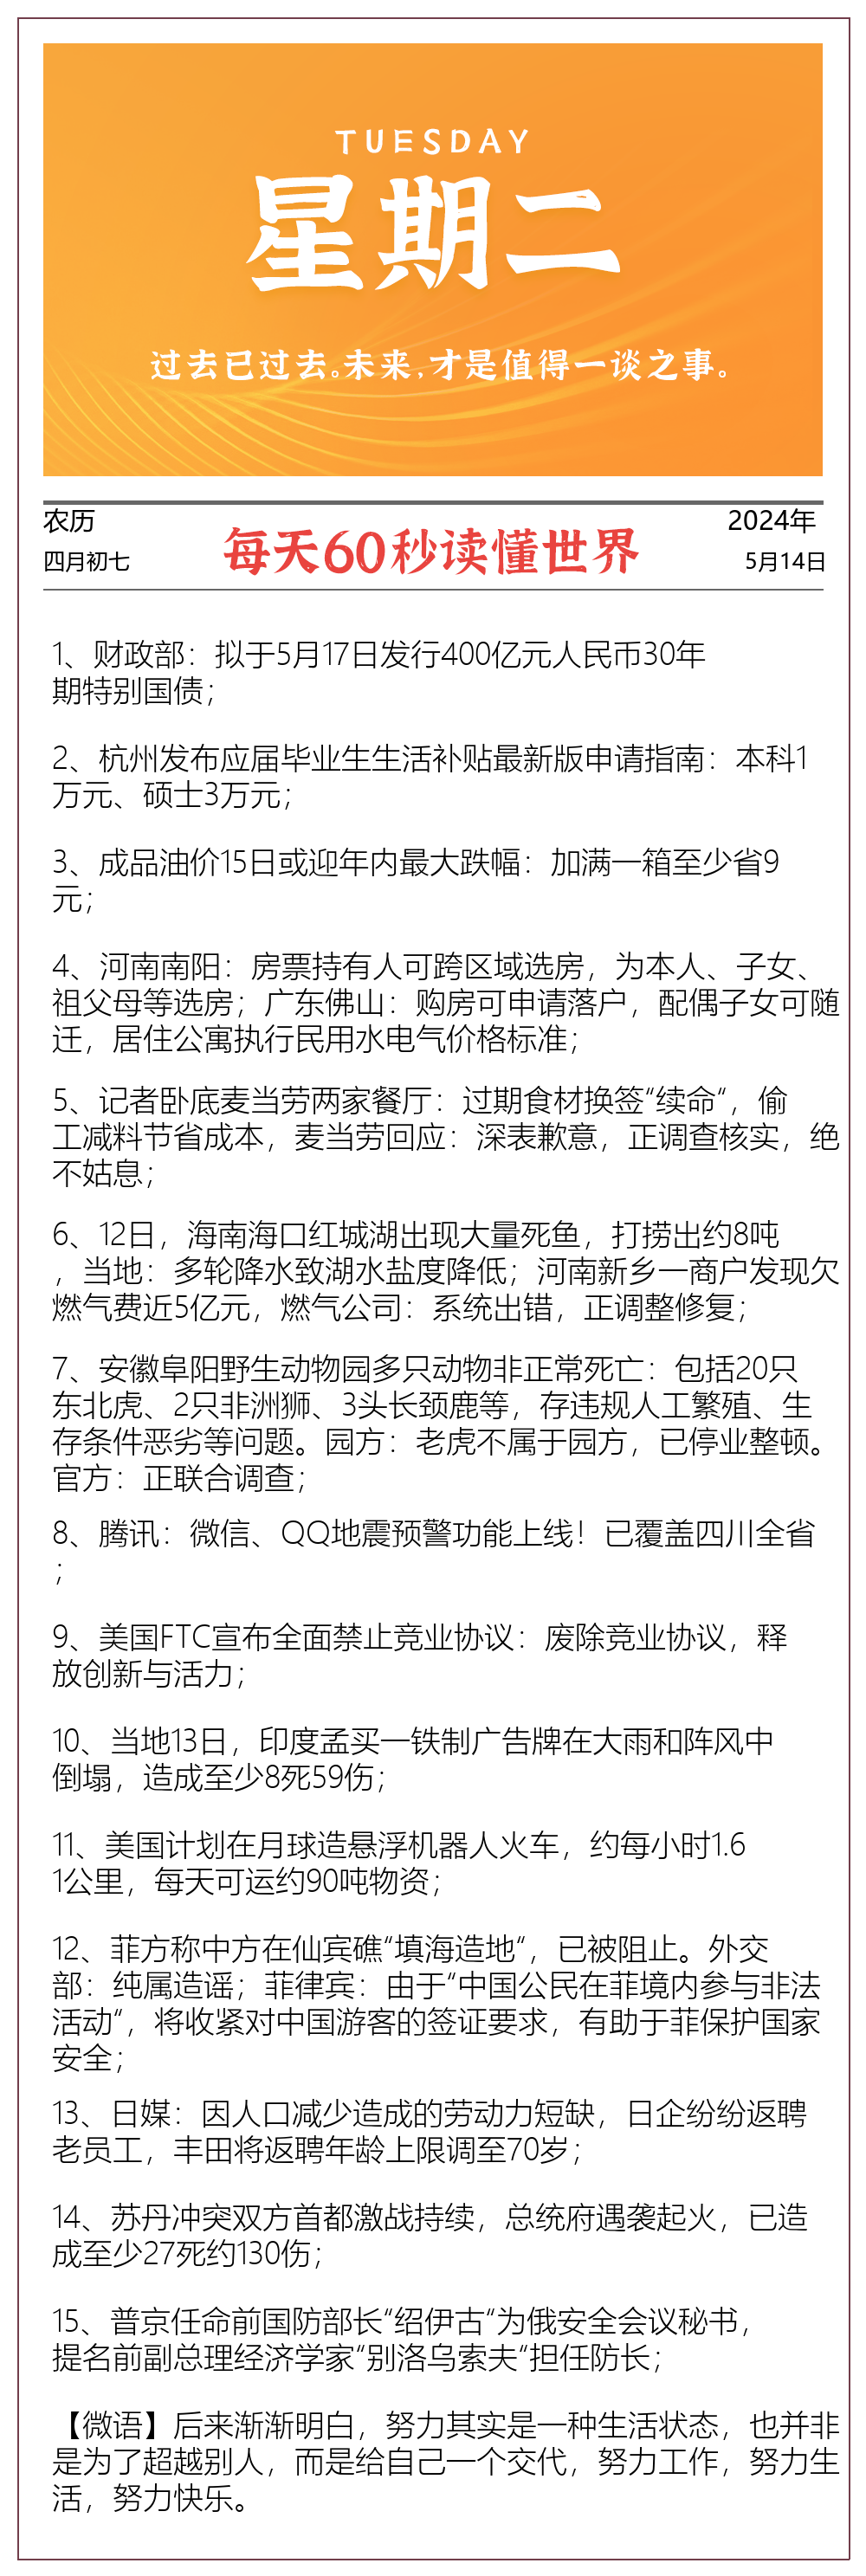 TUESDAY
星期二
过去已过去。未来，才是值得一谈之事。
农历
四月初七
每天60秒读懂世界
2024年
5月14日
1、财政部：拟于5月17日发行400亿元人民币30年
期特别国债；
2、杭州发布应届毕业生生活补贴最新版申请指南：本科1
万元、硕士3万元；
3、成品油价15日或迎年内最大跌幅：加满一箱至少省9
元；
4、河南南阳：房票持有人可跨区域选房，为本人、子女、
祖父母等选房；广东佛山：购房可申请落户，配偶子女可随
迁，居住公寓执行民用水电气价格标准；
5、记者卧底麦当劳两家餐厅：过期食材换签“续命“，偷
工减料节省成本，麦当劳回应：深表歉意，正调查核实，绝
不姑息；
6、12日，海南海口红城湖出现大量死鱼，打捞出约8吨
，当地：多轮降水致湖水盐度降低；河南新乡一商户发现欠
燃气费近5亿元，燃气公司：系统出错，正调整修复；
7、安徽阜阳野生动物园多只动物非正常死亡：包括20只
东北虎、2只非洲狮、3头长颈鹿等，存违规人工繁殖、生
存条件恶劣等问题。园方：老虎不属于园方，已停业整顿。
官方：正联合调查；
8、腾讯：微信、QQ地震预警功能上线！已覆盖四川全省
；
9、美国FTC宣布全面禁止竞业协议：废除竞业协议，释
放创新与活力；
10、当地13日，印度孟买一铁制广告牌在大雨和阵风中
倒塌，造成至少8死59伤；
11、美国计划在月球造悬浮机器人火车，约每小时1.6
1公里，每天可运约90吨物资；
12、菲方称中方在仙宾礁“填海造地“，已被阻止。外交
部：纯属造谣；菲律宾：由于“中国公民在菲境内参与非法
活动“，将收紧对中国游客的签证要求，有助于菲保护国家
安全；
13、日媒：因人口减少造成的劳动力短缺，日企纷纷返聘
老员工，丰田将返聘年龄上限调至70岁；
14、苏丹冲突双方首都激战持续，总统府遇袭起火，已造
成至少27死约130伤；
15、普京任命前国防部长“绍伊古“为俄安全会议秘书，
提名前副总理经济学家“别洛乌索夫“担任防长；
【微语】后来渐渐明白，努力其实是一种生活状态，也并非
是为了超越别人，而是给自己一个交代，努力工作，努力生
活，努力快乐。